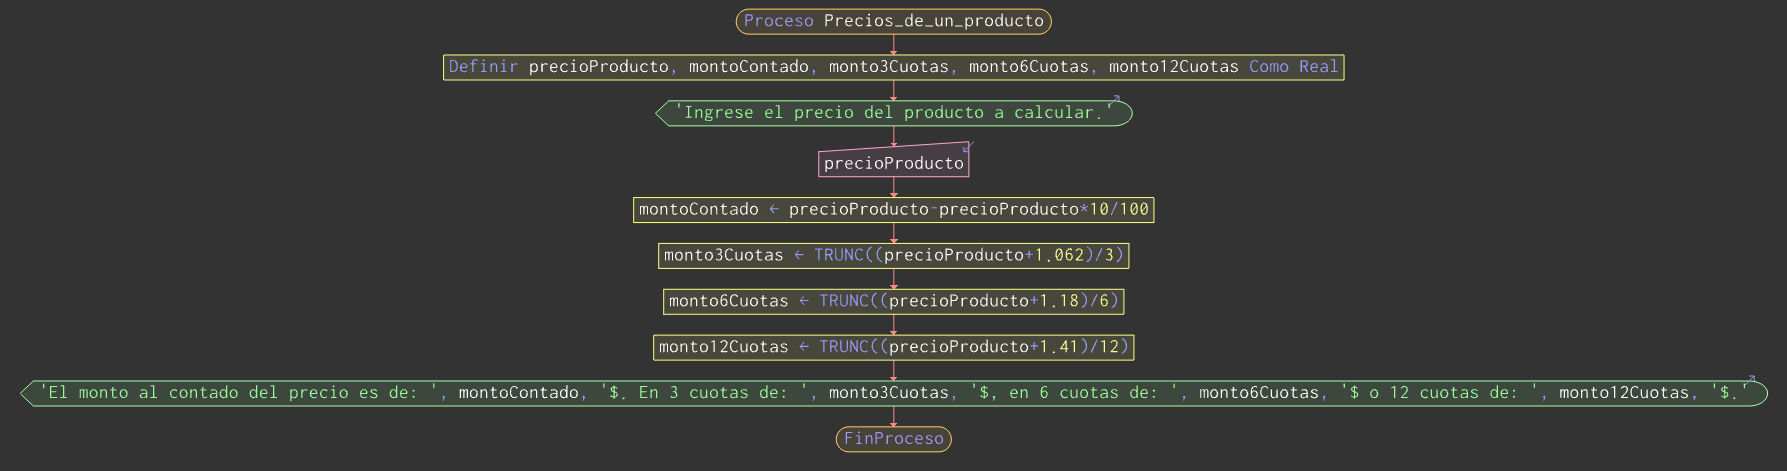 Proceso Precios_de_un_producto
Definir precioProducto, montoContado, monto3Cuotas, monto6Cuotas, monto12Cuotas Como Real
'Ingrese el precio del producto a calcular.'
precioProducto
montoContado ← precioProducto-precioProducto*10/100
monto3Cuotas ← TRUNC((precioProducto+1.062)/3)
monto6Cuotas ← TRUNC((precioProducto+1.18)/6)
monto12Cuotas ← TRUNC((precioProducto+1.41)/12)
'El monto al contado del precio es de: ', montoContado, '$. En 3 cuotas de: ', monto3Cuotas, '$, en 6 cuotas de: ', monto6Cuotas, '$ o 12 cuotas de: ', monto12Cuotas, '$.'
FinProceso